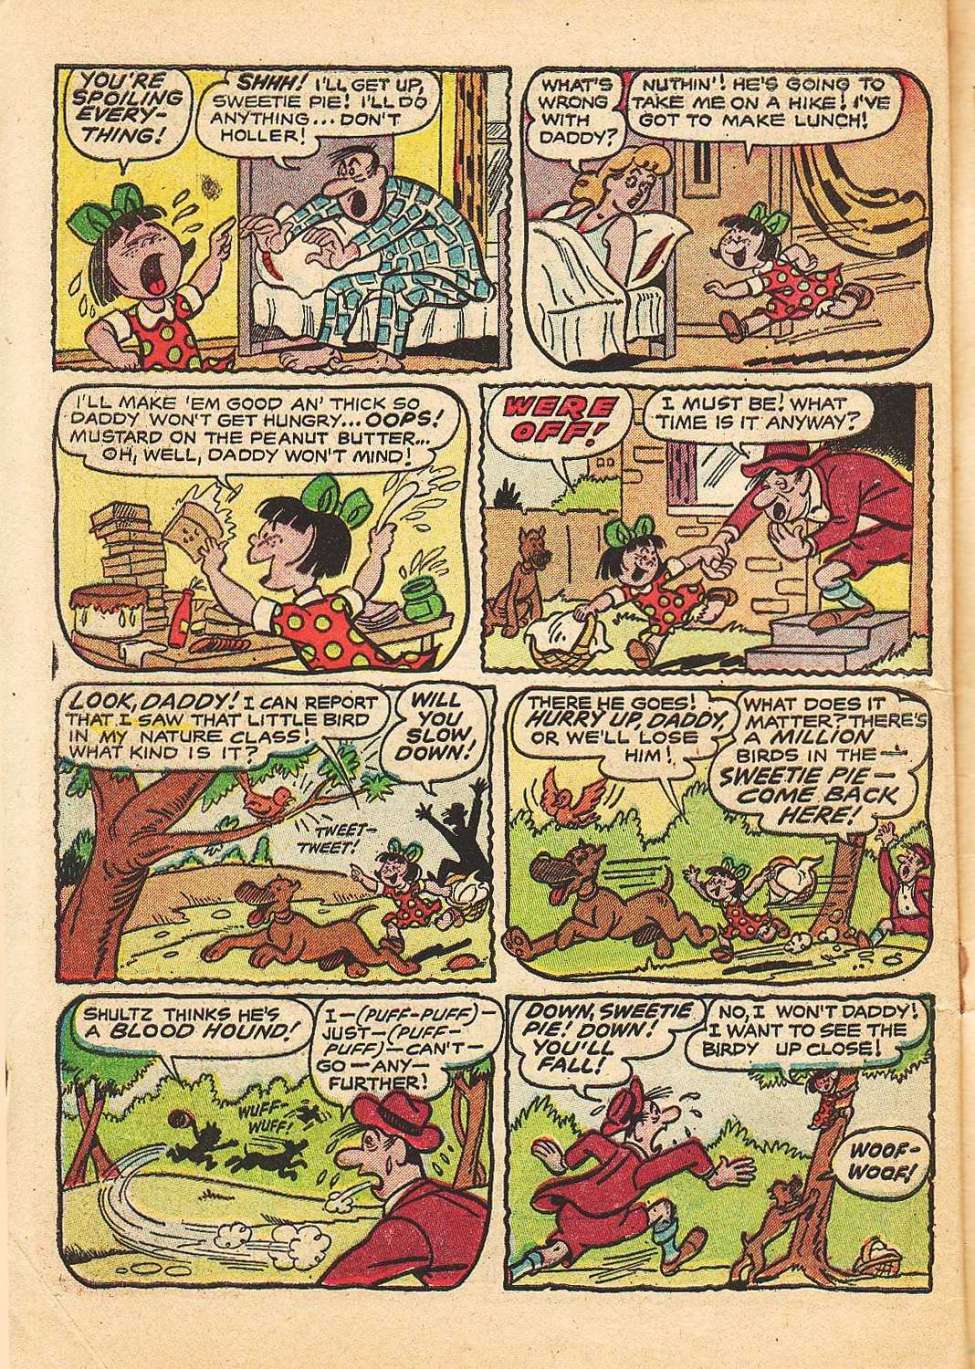 YOU'RE
SPOILING
EVERY-
THING!
SHHH! I'LL GET UP,
SWEETIE PIE! I'LL DO
ANYTHING... DON'T
HOLLER!
WHAT'S
WRONG
WITH
DADDY?
NUTHIN'! HE'S GOING TO
TAKE ME ON A HIKE! I'VE
GOT TO MAKE LUNCH!
I'LL MAKE 'EM GOOD AN' THICK SO
DADDY WON'T GET HUNGRY... OOPS!
MUSTARD ON THE PEANUT BUTTER...
OH, WELL, DADDY WON'T MIND!
WERE
OFF!
I MUST BE! WHAT
TIME IS IT ANYWAY?
LOOK, DADDY! I CAN REPORT
THAT I SAW THAT LITTLE BIRD
IN MY NATURE CLASS!
WHAT KIND IS IT?
WILL
YOU
SLOW
DOWN!
TWEET-
TWEET!
THERE HE GOES!
HURRY UP, DADDY,
OR WE'LL LOSE
HIM!
WHAT DOES IT
MATTER? THERE'S
A MILLION
BIRDS IN THE—
SWEETIE PIE—
COME BACK
HERE!
SHULTZ THINKS HE'S
A BLOOD HOUND!
WUFF-
WUFF!
I—(PUFF-PUFF)—
JUST—(PUFF-
PUFF)—CAN'T—
GO—ANY—
FURTHER!
DOWN, SWEETIE
PIE! DOWN!
YOU'LL
FALL!
NO, I WON'T DADDY!
I WANT TO SEE THE
BIRDY UP CLOSE!
WOOF-
WOOF!